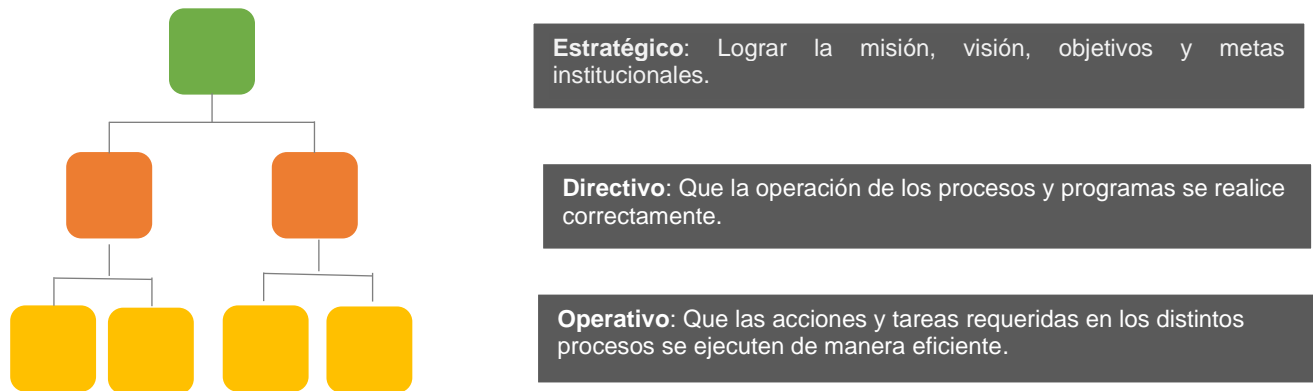 Estratégico: Lograr la misión, visión, objetivos y metas
institucionales.
Directivo: Que la operación de los procesos y programas se realice
correctamente.
Operativo: Que las acciones y tareas requeridas en los distintos
procesos se ejecuten de manera eficiente.